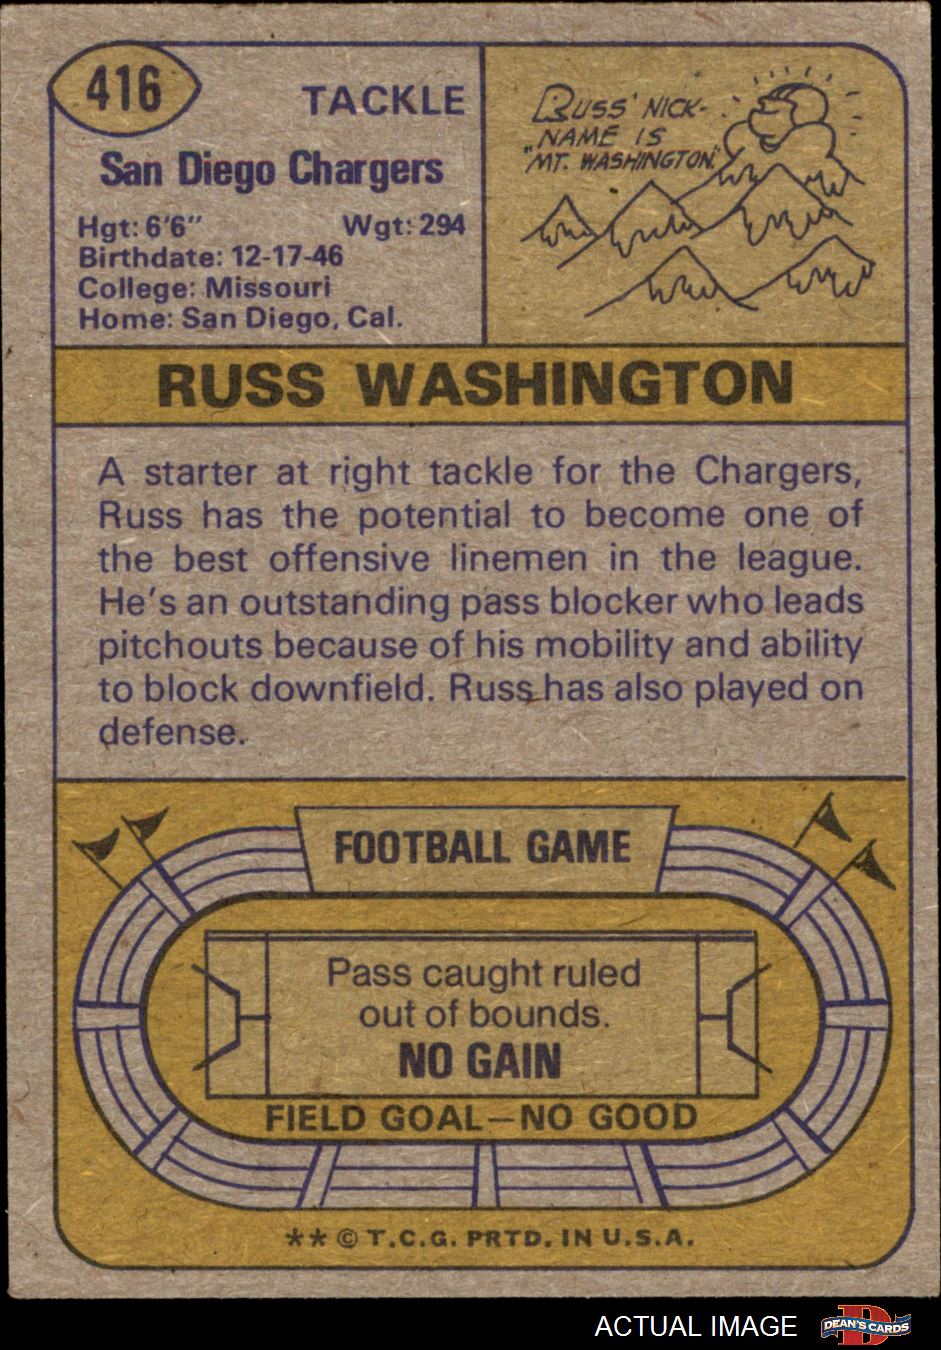 416
TACKLE
San Diego Chargers
Hgt: 6'6" Wgt: 294
Birthdate: 12-17-46
College: Missouri
Home: San Diego, Cal.
RUSS' NICK-
NAME IS
"MT. WASHINGTON."
RUSS WASHINGTON
A starter at right tackle for the Chargers,
Russ has the potential to become one of
the best offensive linemen in the league.
He's an outstanding pass blocker who leads
pitchouts because of his mobility and ability
to block downfield. Russ has also played on
defense.
FOOTBALL GAME
Pass caught ruled
out of bounds.
NO GAIN
FIELD GOAL—NO GOOD
** © T.C.G. PRTD. IN U.S.A.
ACTUAL IMAGE
D
DEAN'S CARDS